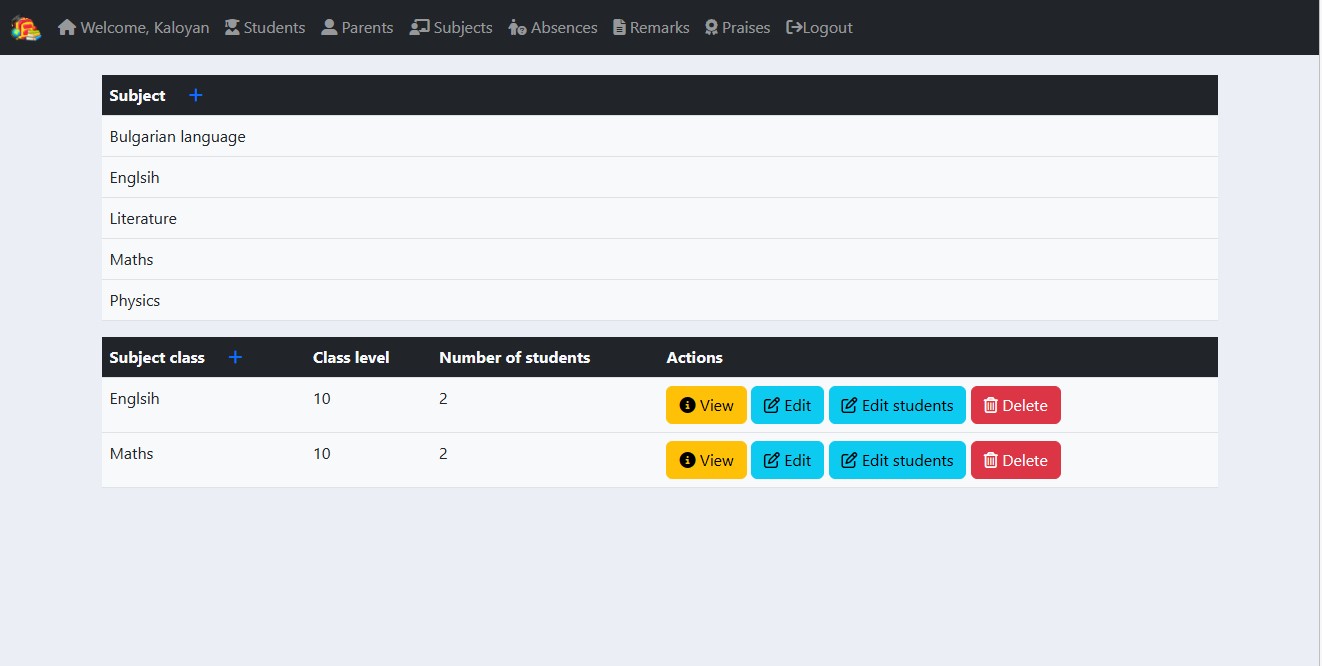 Welcome, Kaloyan Students Parents Subjects Absences Remarks Praises Logout
Subject +
Bulgarian language
Englsih
Literature
Maths
Physics
Subject class + Class level Number of students Actions
Englsih 10 2 View Edit Edit students Delete
Maths 10 2 View Edit Edit students Delete